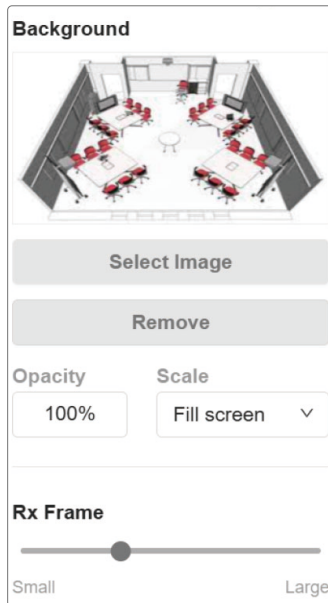 Background
Select Image
Remove
Opacity Scale
100% Fill screen
Rx Frame
Small Large